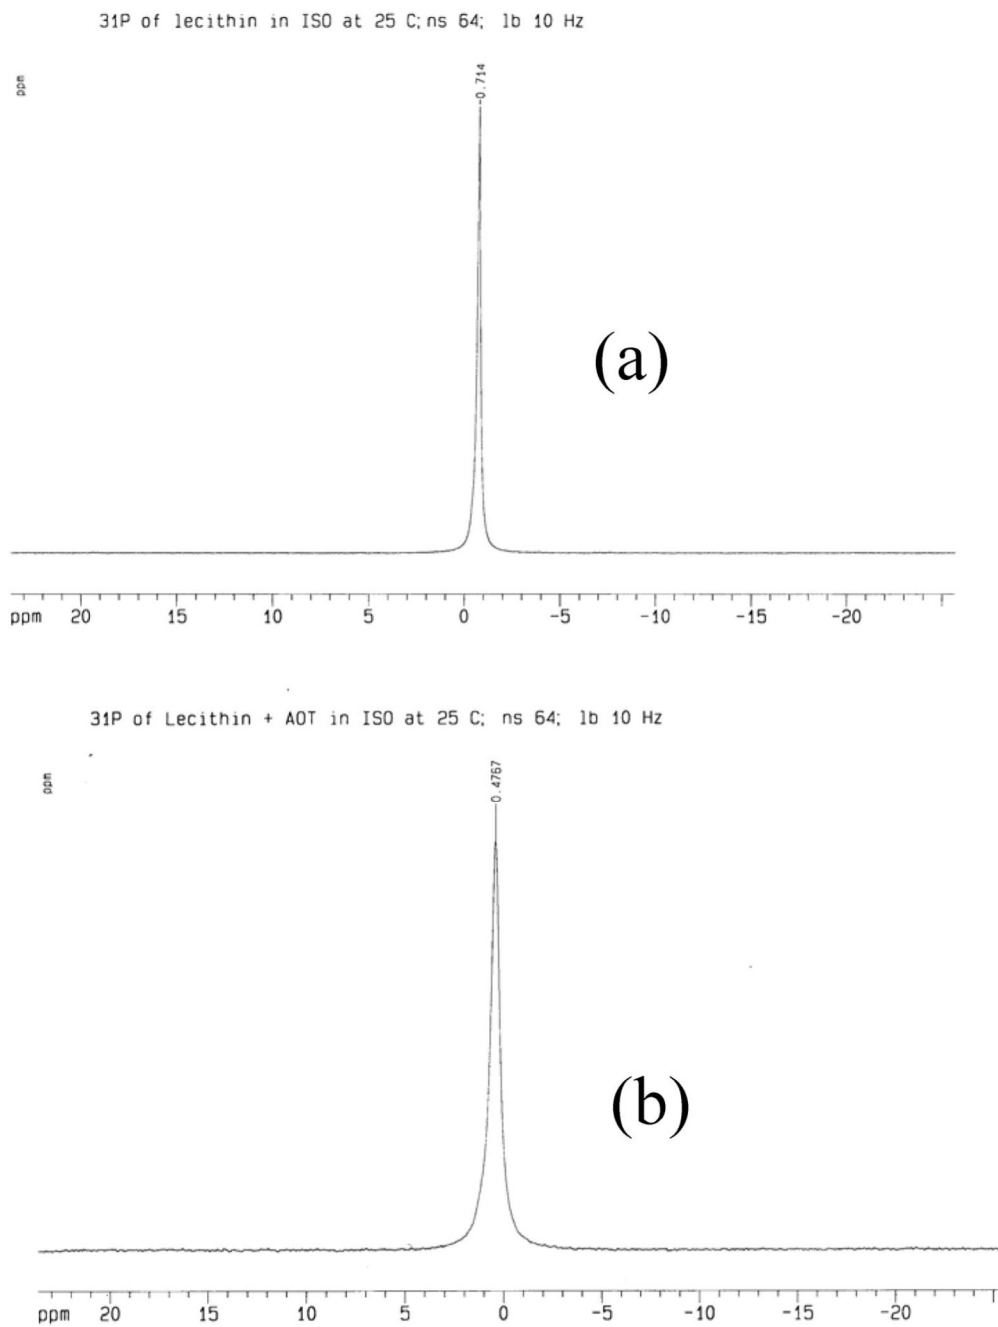 31P of lecithin in ISO at 25 C; ns 64; lb 10 Hz
ppm
-0.714
(a)
ppm 20 15 10 5 0 -5 -10 -15 -20
31P of Lecithin + AOT in ISO at 25 C; ns 64; lb 10 Hz
ppm
0.4767
(b)
ppm 20 15 10 5 0 -5 -10 -15 -20